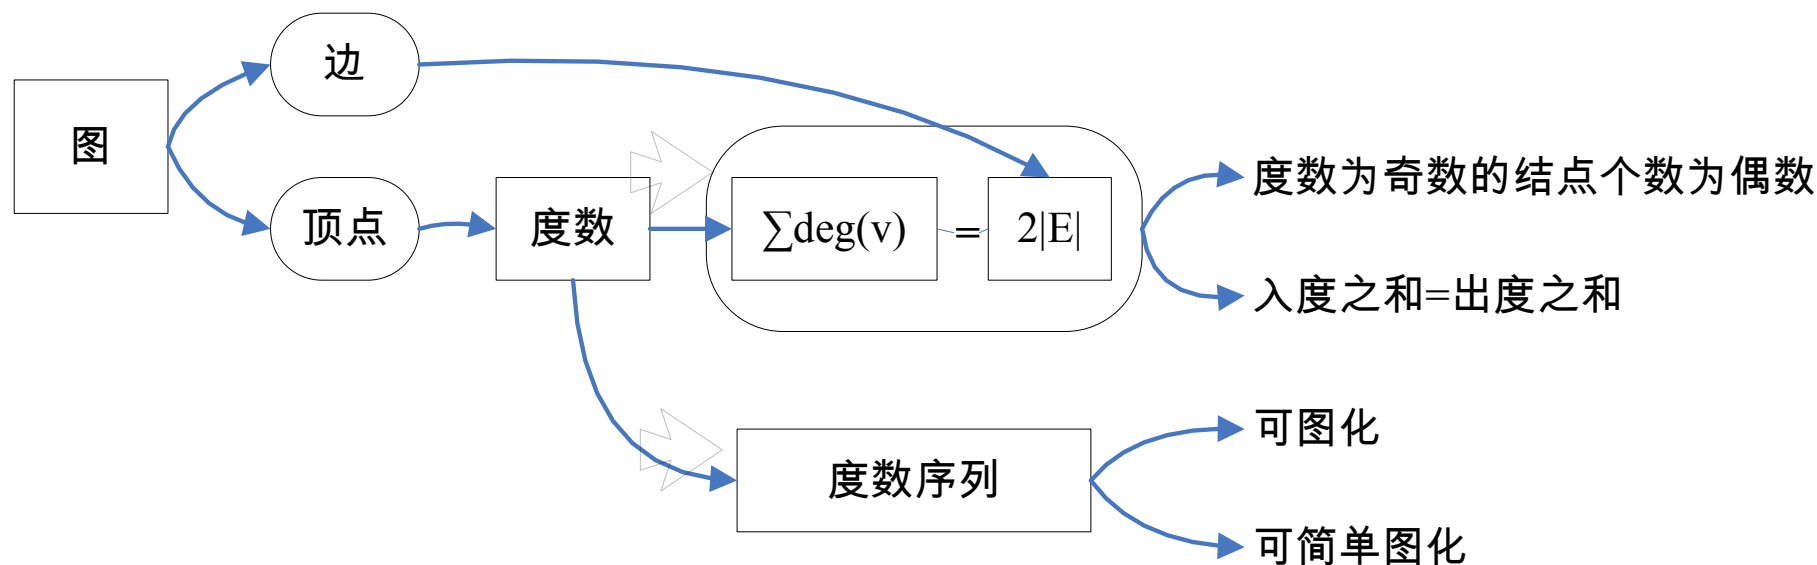 图
边
顶点
度数
∑deg(v) = 2|E|
度数为奇数的结点个数为偶数
入度之和=出度之和
度数序列
可图化
可简单图化